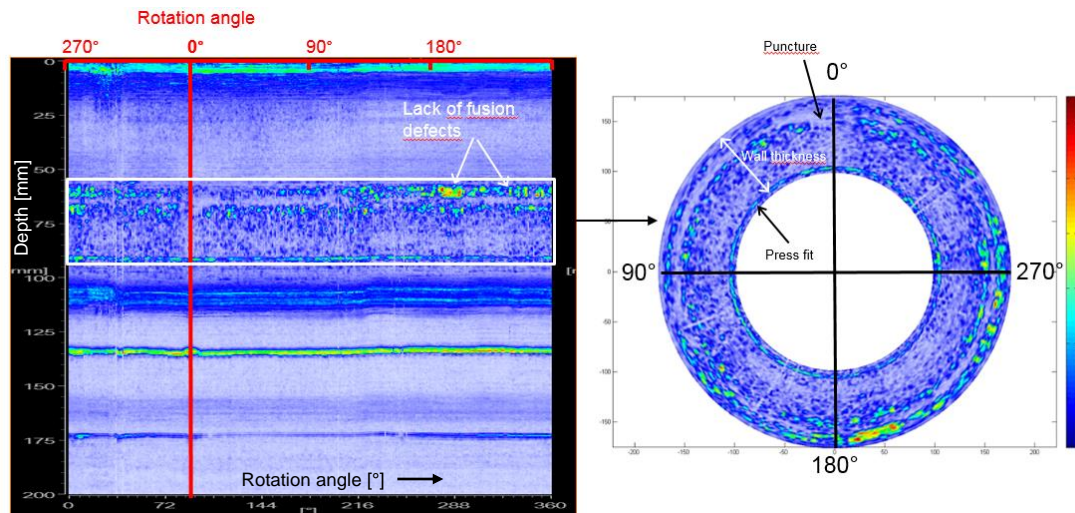 Rotation angle
270° 0° 90° 180°
0
25
50
75
100
125
150
175
200
Depth [mm]
Lack of fusion
defects
Rotation angle [°]
0 72 144 216 288 360
[°]
Puncture
0°
Wall thickness
Press fit
90°
270°
180°
150
100
50
0
-50
-100
-150
-200 -150 -100 -50 0 50 100 150 200